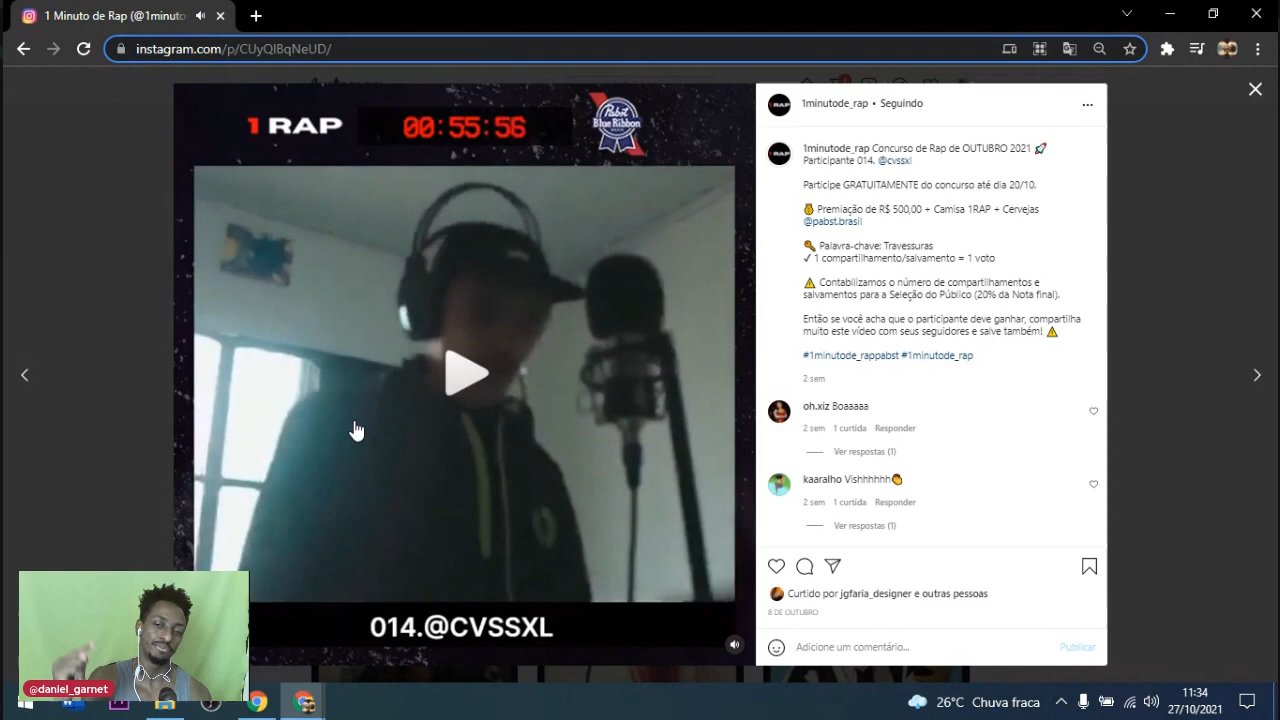 1 Minuto de Rap (@1minuto
instagram.com/p/CUyQlBqNeUD/
1 RAP
00:55:56
Pabst
Blue Ribbon
014.@CVSSXL
@daniel_garnet
1minutode_rap • Seguindo
1minutode_rap Concurso de Rap de OUTUBRO 2021 🚀
Participante 014. @cvssxl
Participe GRATUITAMENTE do concurso até dia 20/10.
🏅 Premiação de R$ 500,00 + Camisa 1RAP + Cervejas
@pabst.brasil
🔑 Palavra-chave: Travessuras
✓ 1 compartilhamento/salvamento = 1 voto
⚠️ Contabilizamos o número de compartilhamentos e
salvamentos para a Seleção do Público (20% da Nota final).
Então se você acha que o participante deve ganhar, compartilha
muito este vídeo com seus seguidores e salve também! ⚠️
#1minutode_rappabst #1minutode_rap
2 sem
oh.xiz Boaaaaa
2 sem 1 curtida Responder
Ver respostas (1)
kaaralho Vishhhhhh👏
2 sem 1 curtida Responder
Ver respostas (1)
Curtido por jgfaria_designer e outras pessoas
8 DE OUTUBRO
Adicione um comentário...
Publicar
26°C Chuva fraca
11:34
27/10/2021